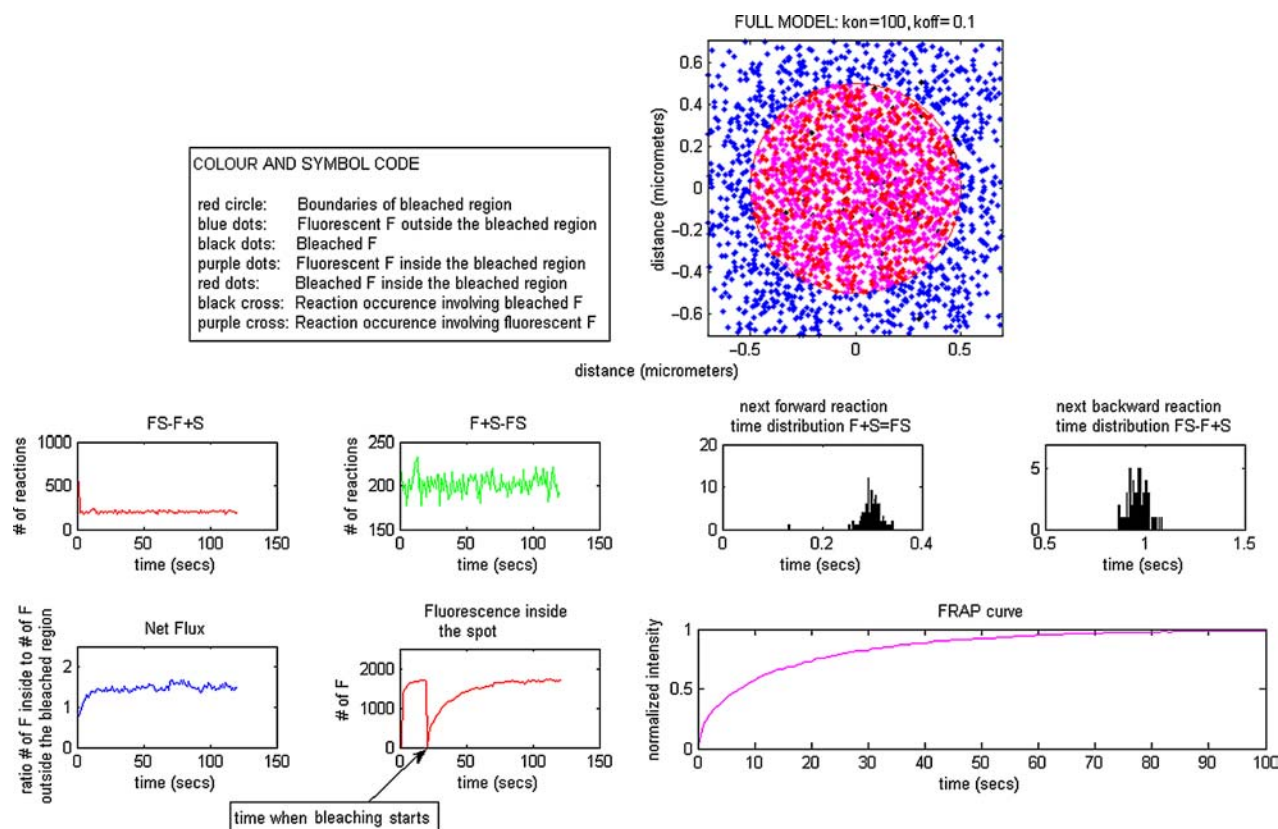 FULL MODEL: kon=100, koff= 0.1
0.6
0.4
0.2
0
−0.2
−0.4
−0.6
distance (micrometers)
−0.5 0 0.5
distance (micrometers)
COLOUR AND SYMBOL CODE
red circle: Boundaries of bleached region
blue dots: Fluorescent F outside the bleached region
black dots: Bleached F
purple dots: Fluorescent F inside the bleached region
red dots: Bleached F inside the bleached region
black cross: Reaction occurence involving bleached F
purple cross: Reaction occurence involving fluorescent F
FS-F+S
# of reactions
1000
500
0
0 50 100 150
time (secs)
F+S-FS
# of reactions
250
200
150
0 50 100 150
time (secs)
next forward reaction
time distribution F+S=FS
20
10
0
0 0.2 0.4
time (secs)
next backward reaction
time distribution FS-F+S
5
0
0.5 1 1.5
time (secs)
Net Flux
ratio # of F inside to # of F
outside the bleached region
2
1
0
0 50 100 150
time (secs)
Fluorescence inside
the spot
# of F
2000
1000
0
0 50 100 150
time (secs)
time when bleaching starts
FRAP curve
normalized intensity
1
0.5
0
0 10 20 30 40 50 60 70 80 90 100
time (secs)